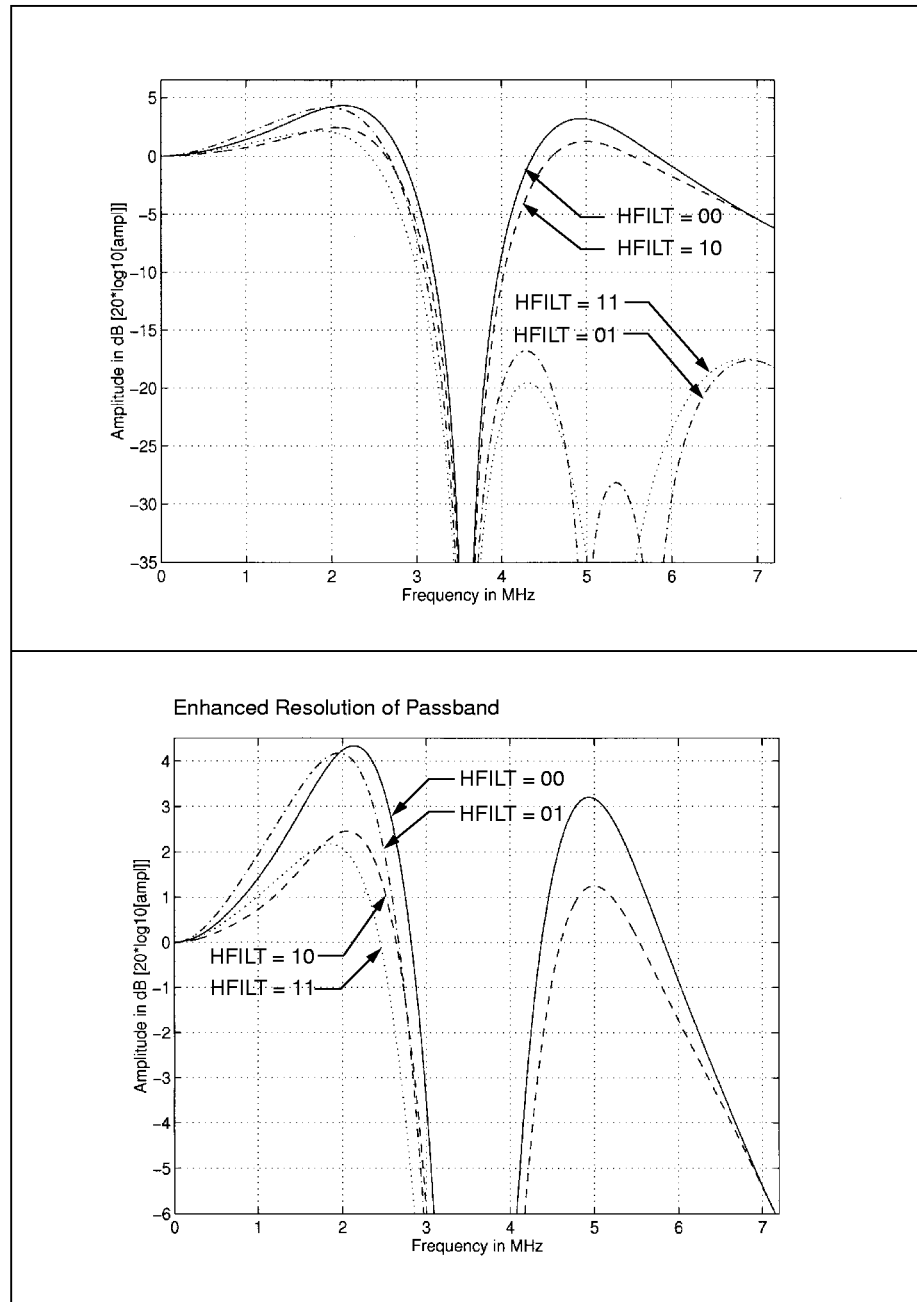 5
0
−5
−10
−15
−20
−25
−30
−35
Amplitude in dB [20*log10[ampl]]
HFILT = 00
HFILT = 10
HFILT = 11
HFILT = 01
0 1 2 3 4 5 6 7
Frequency in MHz
Enhanced Resolution of Passband
4
3
2
1
0
−1
−2
−3
−4
−5
−6
Amplitude in dB [20*log10[ampl]]
HFILT = 00
HFILT = 01
HFILT = 10
HFILT = 11
0 1 2 3 4 5 6 7
Frequency in MHz